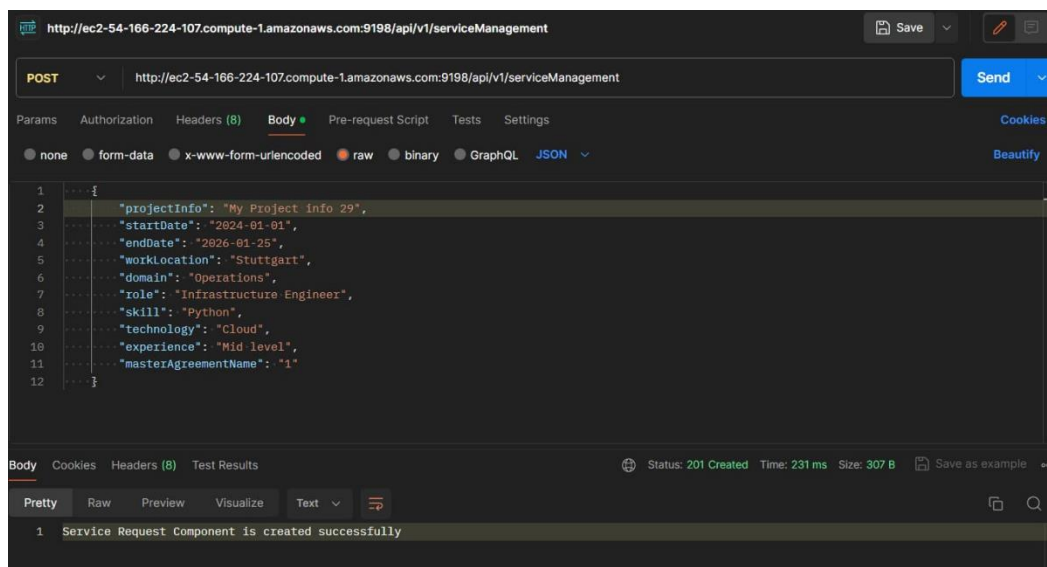 HTTP http://ec2-54-166-224-107.compute-1.amazonaws.com:9198/api/v1/serviceManagement Save
POST http://ec2-54-166-224-107.compute-1.amazonaws.com:9198/api/v1/serviceManagement Send
Params Authorization Headers (8) Body Pre-request Script Tests Settings Cookies
none form-data x-www-form-urlencoded raw binary GraphQL JSON Beautify
1 {
2 "projectInfo": "My Project info 29",
3 "startDate": "2024-01-01",
4 "endDate": "2026-01-25",
5 "workLocation": "Stuttgart",
6 "domain": "Operations",
7 "role": "Infrastructure Engineer",
8 "skill": "Python",
9 "technology": "Cloud",
10 "experience": "Mid level",
11 "masterAgreementName": "1"
12 }
Body Cookies Headers (8) Test Results Status: 201 Created Time: 231 ms Size: 307 B Save as example
Pretty Raw Preview Visualize Text
1 Service Request Component is created successfully